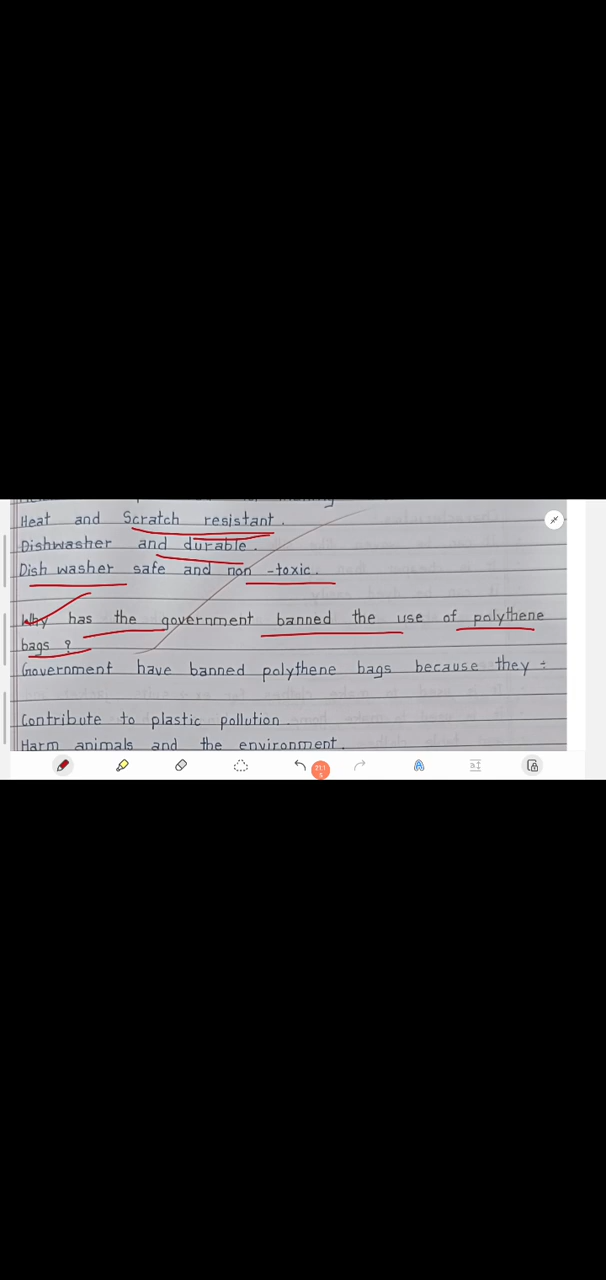 Heat and Scratch resistant.
Dishwasher and durable.
Dish washer safe and non-toxic.
Why has the government banned the use of polythene
bags ?
Government have banned polythene bags because they ÷
Contribute to plastic pollution.
Harm animals and the environment.